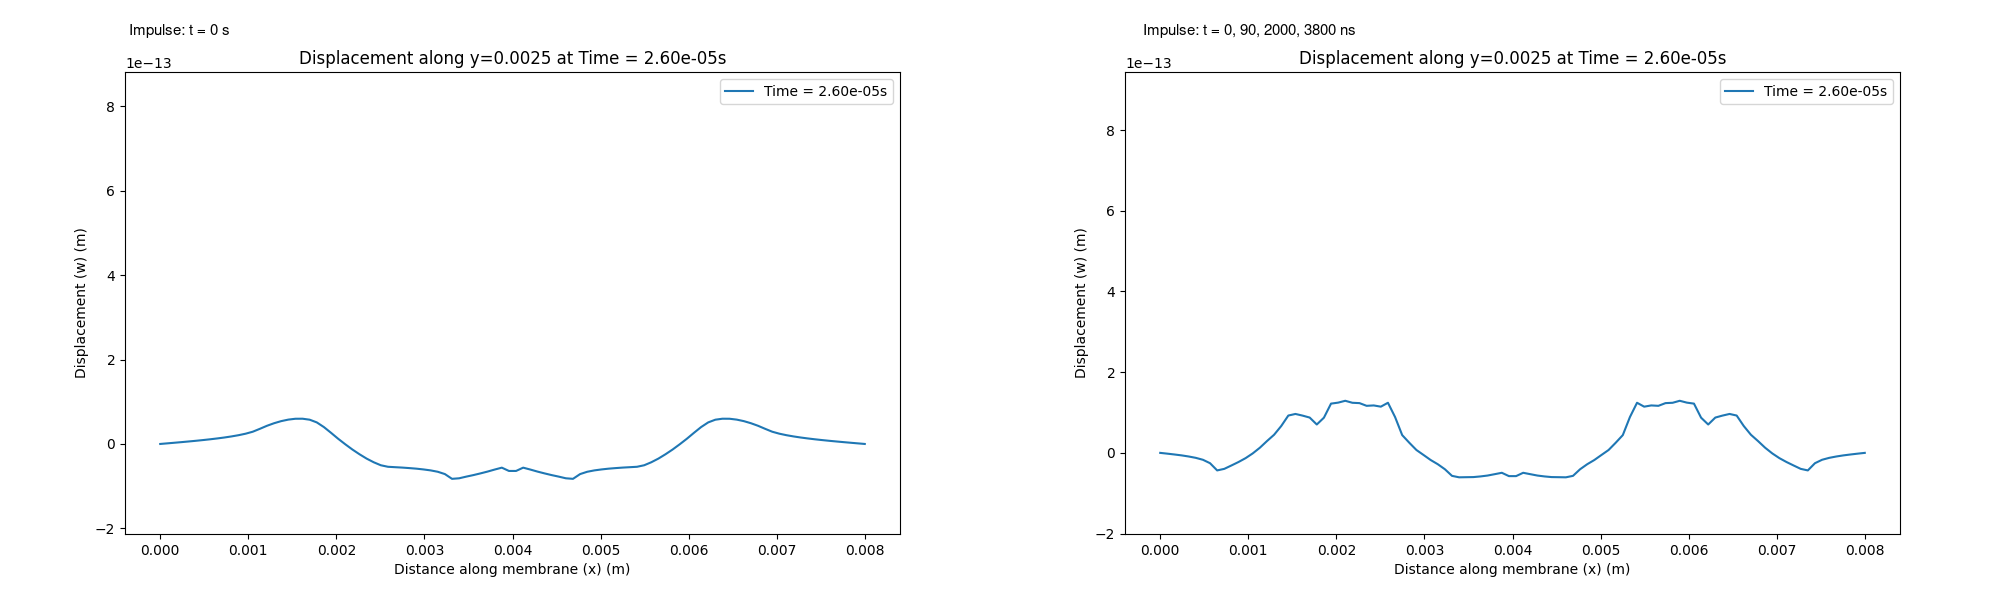 Impulse: t = 0 s
Displacement along y=0.0025 at Time = 2.60e-05s
1e−13
Time = 2.60e-05s
8
6
4
2
0
−2
Displacement (w) (m)
0.000 0.001 0.002 0.003 0.004 0.005 0.006 0.007 0.008
Distance along membrane (x) (m)
Impulse: t = 0, 90, 2000, 3800 ns
Displacement along y=0.0025 at Time = 2.60e-05s
1e−13
Time = 2.60e-05s
8
6
4
2
0
−2
Displacement (w) (m)
0.000 0.001 0.002 0.003 0.004 0.005 0.006 0.007 0.008
Distance along membrane (x) (m)